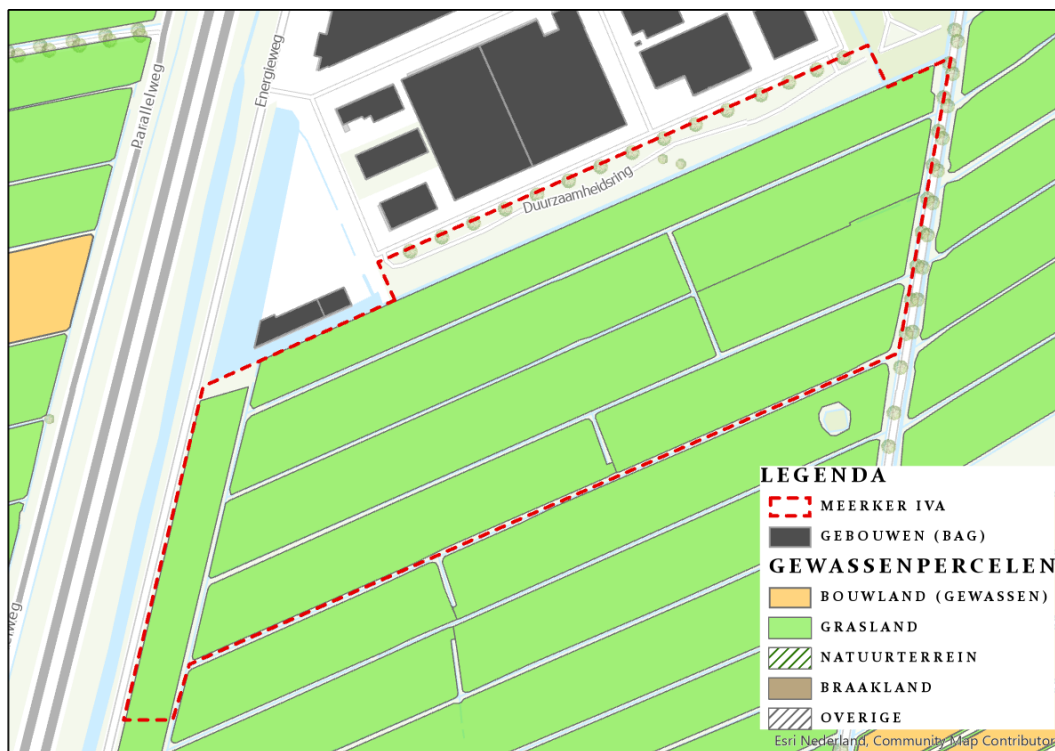 Parallelweg
Energieweg
Duurzaamheidsring
LEGENDA
MEERKER IVA
GEBOUWEN (BAG)
GEWASSENPERCELEN
BOUWLAND (GEWASSEN)
GRASLAND
NATUURTERREIN
BRAAKLAND
OVERIGE
Esri Nederland, Community Map Contributor